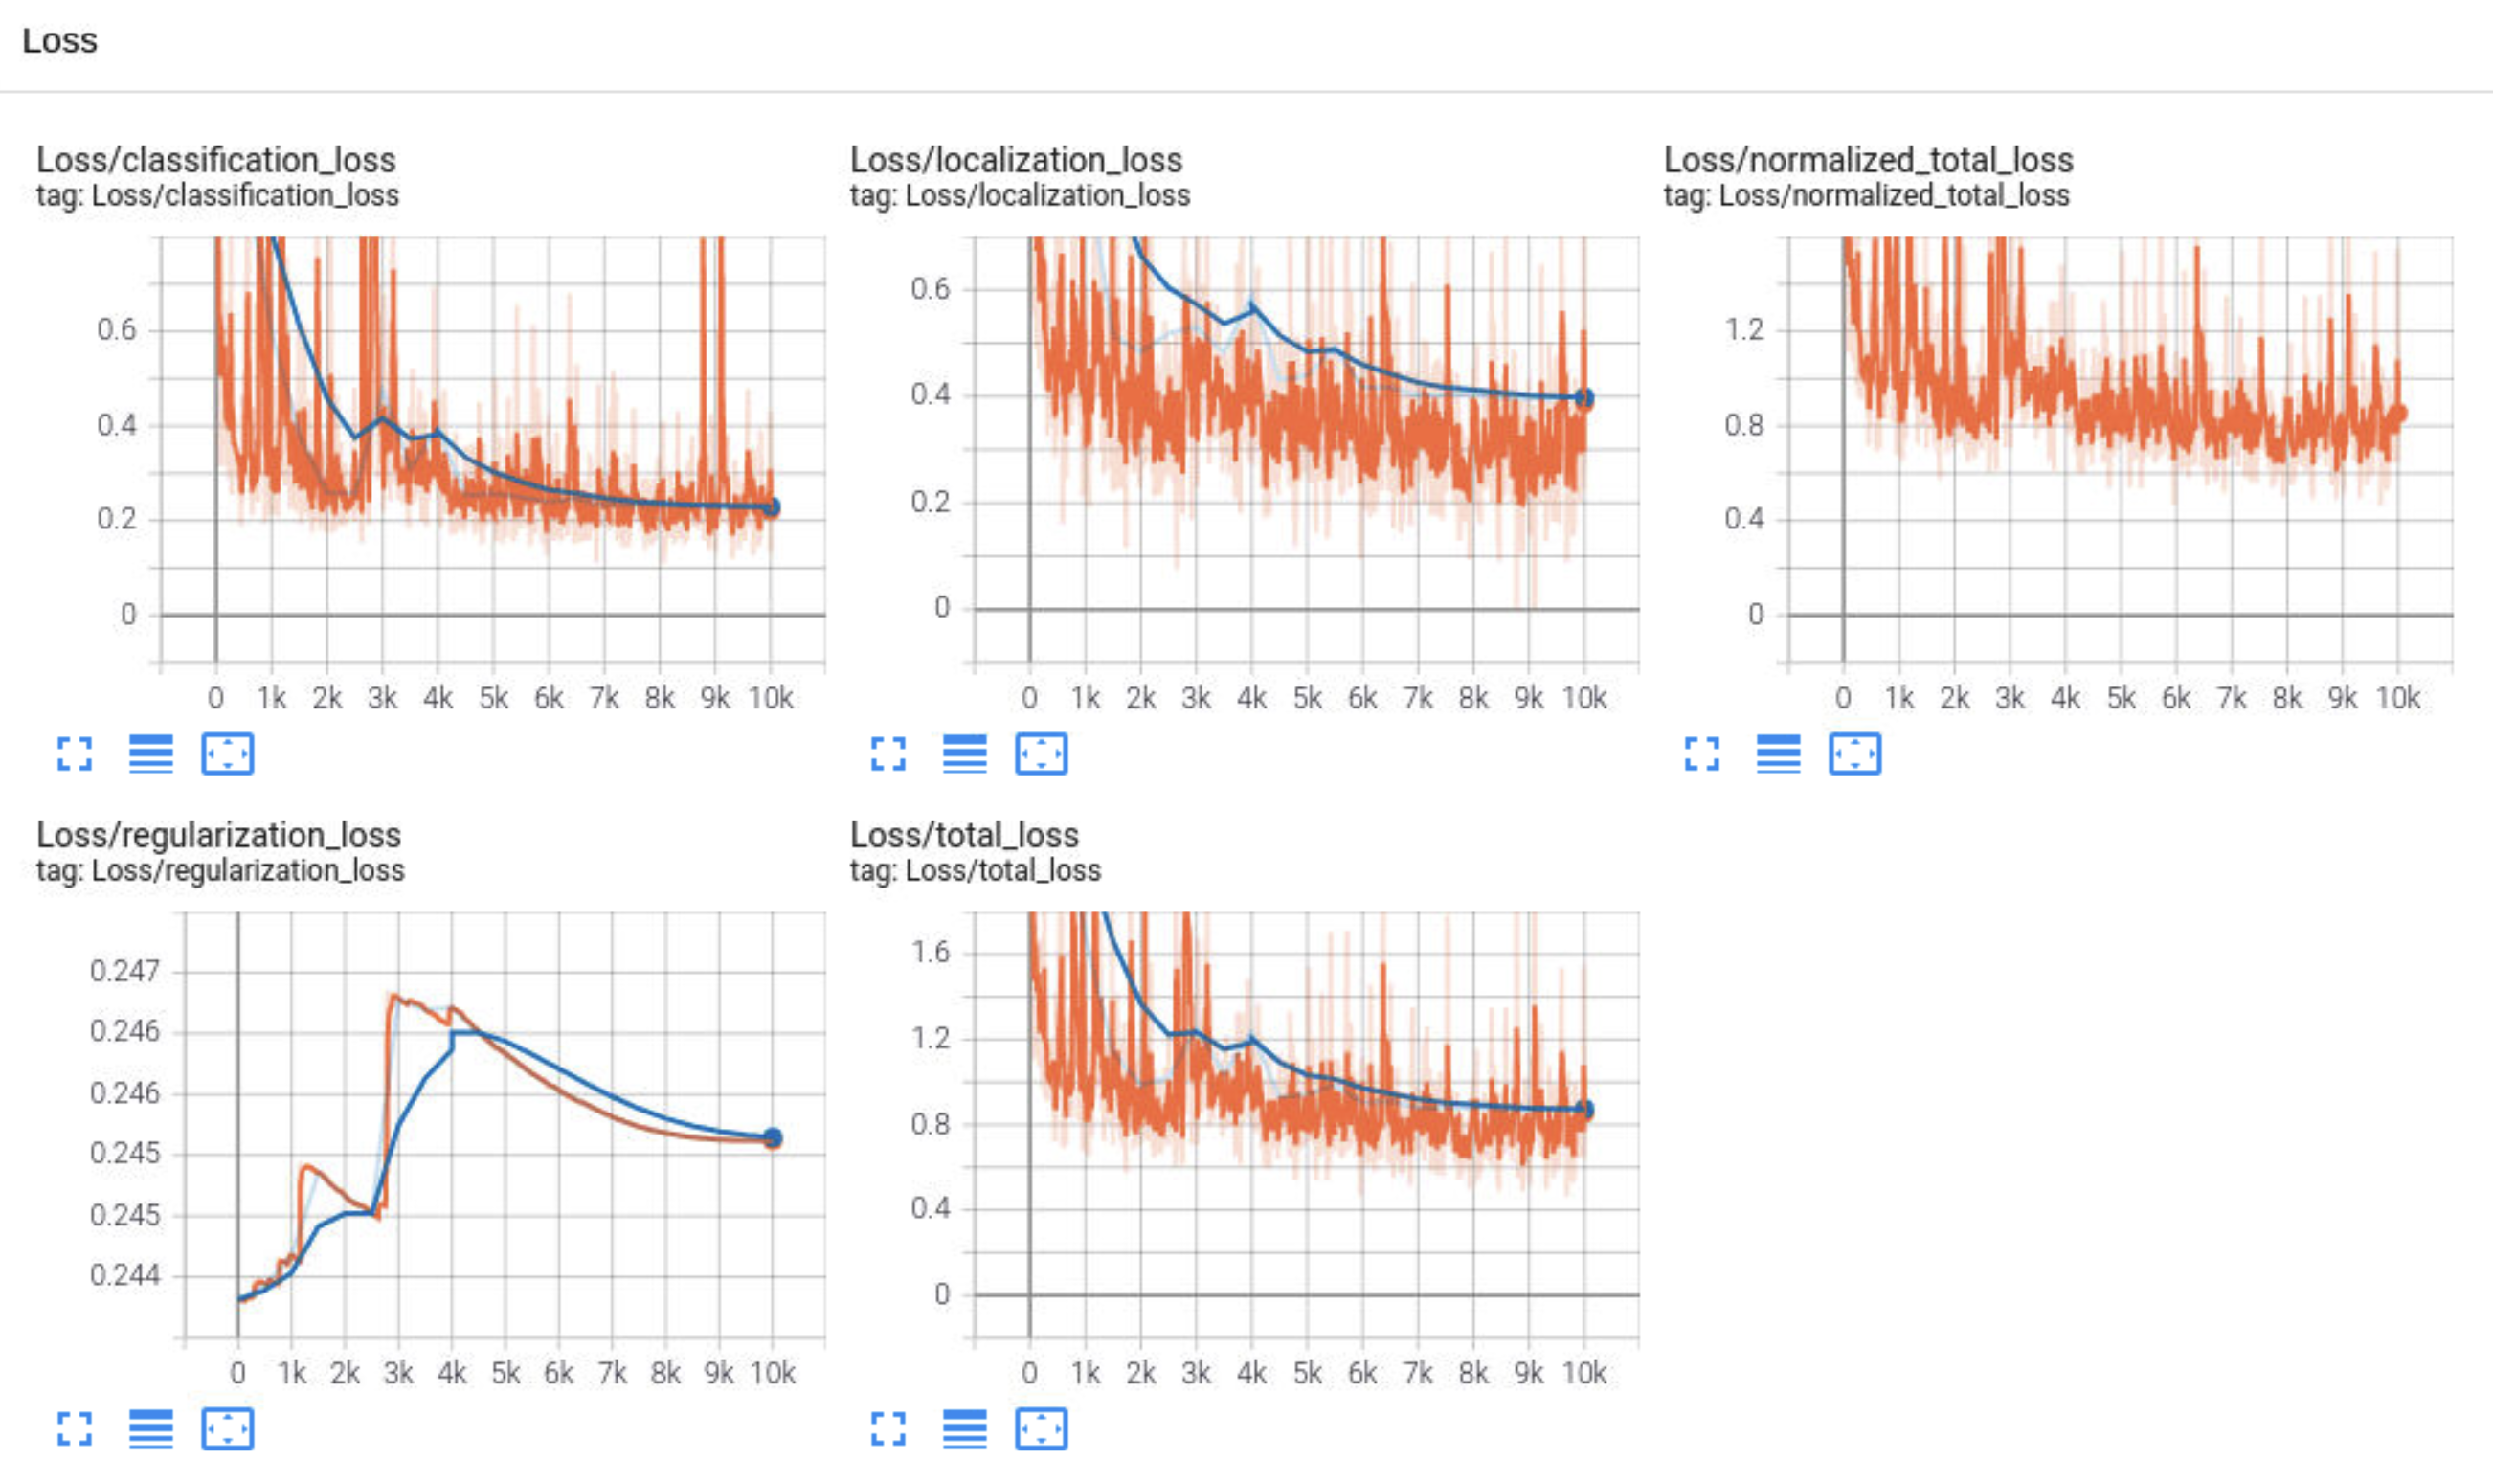 Loss
Loss/classification_loss
tag: Loss/classification_loss
0.6
0.4
0.2
0
0 1k 2k 3k 4k 5k 6k 7k 8k 9k 10k
Loss/localization_loss
tag: Loss/localization_loss
0.6
0.4
0.2
0
0 1k 2k 3k 4k 5k 6k 7k 8k 9k 10k
Loss/normalized_total_loss
tag: Loss/normalized_total_loss
1.2
0.8
0.4
0
0 1k 2k 3k 4k 5k 6k 7k 8k 9k 10k
Loss/regularization_loss
tag: Loss/regularization_loss
0.247
0.246
0.246
0.245
0.245
0.244
0 1k 2k 3k 4k 5k 6k 7k 8k 9k 10k
Loss/total_loss
tag: Loss/total_loss
1.6
1.2
0.8
0.4
0
0 1k 2k 3k 4k 5k 6k 7k 8k 9k 10k